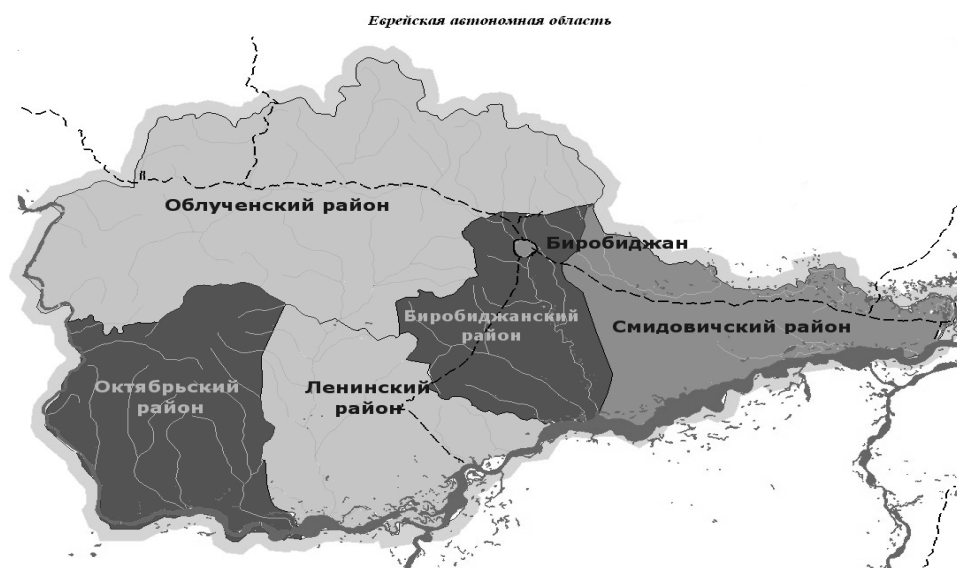 Еврейская автономная область
Облученский район
Биробиджан
Биробиджанский
район
Смидовичский район
Октябрьский
район
Ленинский
район